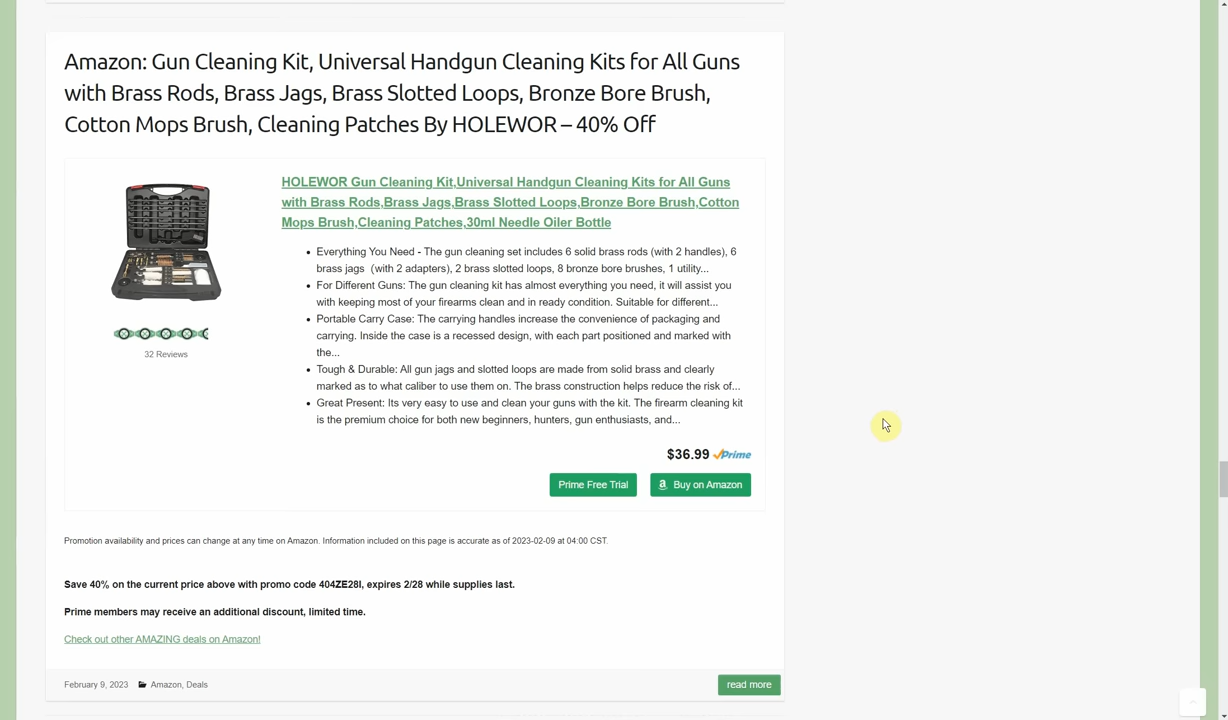 Amazon: Gun Cleaning Kit, Universal Handgun Cleaning Kits for All Guns
with Brass Rods, Brass Jags, Brass Slotted Loops, Bronze Bore Brush,
Cotton Mops Brush, Cleaning Patches By HOLEWOR – 40% Off
HOLEWOR Gun Cleaning Kit,Universal Handgun Cleaning Kits for All Guns
with Brass Rods,Brass Jags,Brass Slotted Loops,Bronze Bore Brush,Cotton
Mops Brush,Cleaning Patches,30ml Needle Oiler Bottle
32 Reviews
• Everything You Need - The gun cleaning set includes 6 solid brass rods (with 2 handles), 6
brass jags (with 2 adapters), 2 brass slotted loops, 8 bronze bore brushes, 1 utility...
• For Different Guns: The gun cleaning kit has almost everything you need, it will assist you
with keeping most of your firearms clean and in ready condition. Suitable for different...
• Portable Carry Case: The carrying handles increase the convenience of packaging and
carrying. Inside the case is a recessed design, with each part positioned and marked with
the...
• Tough & Durable: All gun jags and slotted loops are made from solid brass and clearly
marked as to what caliber to use them on. The brass construction helps reduce the risk of...
• Great Present: Its very easy to use and clean your guns with the kit. The firearm cleaning kit
is the premium choice for both new beginners, hunters, gun enthusiasts, and...
$36.99 Prime
Prime Free Trial
Buy on Amazon
Promotion availability and prices can change at any time on Amazon. Information included on this page is accurate as of 2023-02-09 at 04:00 CST.
Save 40% on the current price above with promo code 404ZE28I, expires 2/28 while supplies last.
Prime members may receive an additional discount, limited time.
Check out other AMAZING deals on Amazon!
February 9, 2023 Amazon, Deals
read more